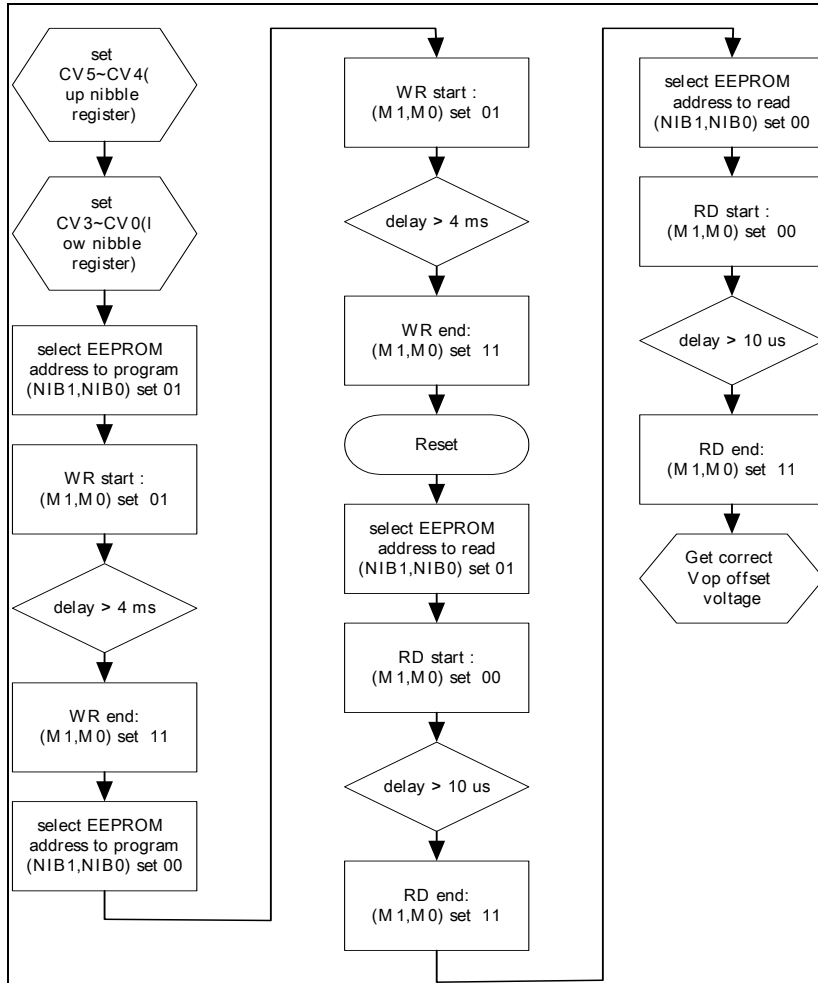 set
CV5~CV4(
up nibble
register)
set
CV3~CV0(l
ow nibble
register)
select EEPROM
address to program
(NIB1,NIB0) set 01
WR start :
(M1,M0) set 01
delay > 4 ms
WR end:
(M1,M0) set 11
select EEPROM
address to program
(NIB1,NIB0) set 00
WR start :
(M1,M0) set 01
delay > 4 ms
WR end:
(M1,M0) set 11
Reset
select EEPROM
address to read
(NIB1,NIB0) set 01
RD start :
(M1,M0) set 00
delay > 10 us
RD end:
(M1,M0) set 11
select EEPROM
address to read
(NIB1,NIB0) set 00
RD start :
(M1,M0) set 00
delay > 10 us
RD end:
(M1,M0) set 11
Get correct
Vop offset
voltage